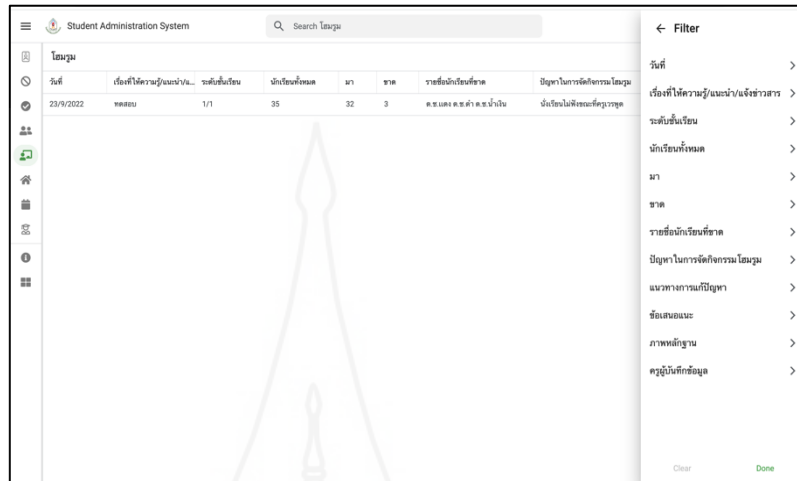 Student Administration System
Search โฮมรูม
← Filter
โฮมรูม
วันที่ เรื่องที่ให้ความรู้/แนะนำ/แ... ระดับชั้นเรียน นักเรียนทั้งหมด มา ขาด รายชื่อนักเรียนที่ขาด ปัญหาในการจัดกิจกรรมโฮมรูม
23/9/2022 ทดสอบ 1/1 35 32 3 ด.ช.แดง ด.ช.ดำ ด.ช.น้ำเงิน นั่งเรียนไม่ฟังขณะที่ครูเวรพูด
วันที่
เรื่องที่ให้ความรู้/แนะนำ/แจ้งข่าวสาร
ระดับชั้นเรียน
นักเรียนทั้งหมด
มา
ขาด
รายชื่อนักเรียนที่ขาด
ปัญหาในการจัดกิจกรรมโฮมรูม
แนวทางการแก้ปัญหา
ข้อเสนอแนะ
ภาพหลักฐาน
ครูผู้บันทึกข้อมูล
Clear Done